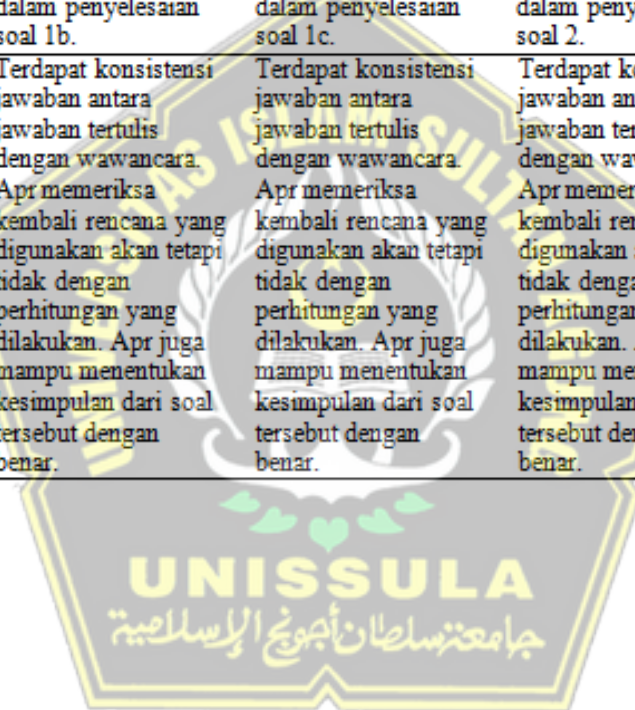 dalam penyelesaian dalam penyelesaian dalam
soal 1b. soal 1c. soal 2.
Terdapat konsistensi Terdapat konsistensi Terdapat
jawaban antara jawaban antara jawaban
jawaban tertulis jawaban tertulis jawaban
dengan wawancara. dengan wawancara. dengan
Apr memeriksa Apr memeriksa Apr
kembali rencana yang kembali rencana yang kembali
digunakan akan tetapi digunakan akan tetapi digunakan
tidak dengan tidak dengan tidak
perhitungan yang perhitungan yang
dilakukan. Apr juga dilakukan. Apr juga dilakukan.
mampu menentukan mampu menentukan mampu
kesimpulan dari soal kesimpulan dari soal kesimpulan
tersebut dengan tersebut dengan tersebut
benar. benar. benar.
UNIVERSITAS ISLAM SULTAN AGUNG
UNISSULA
جامعة سلطان أجونج الإسلامية